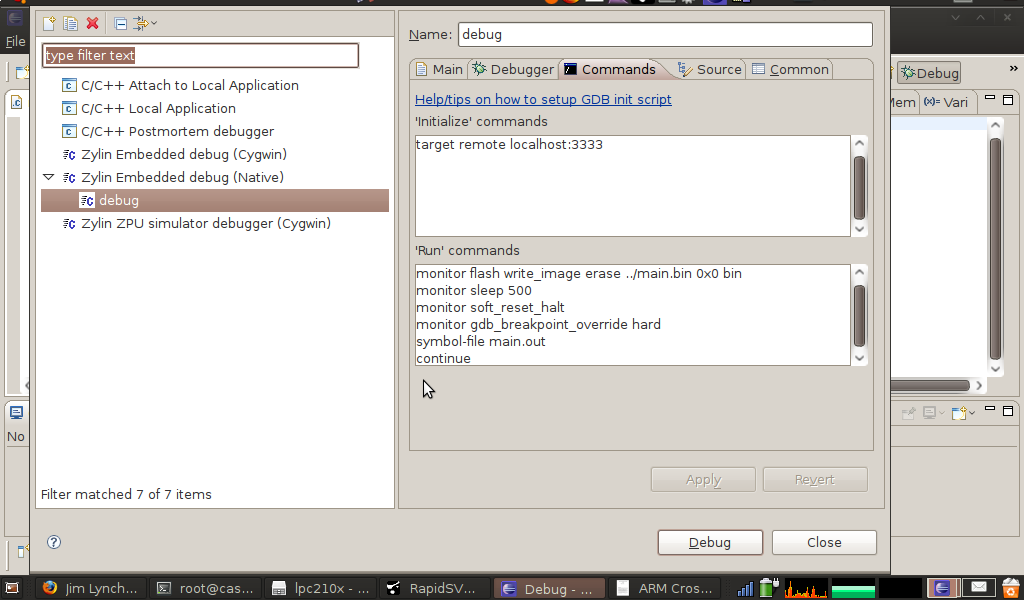 File
type filter text
C/C++ Attach to Local Application
C/C++ Local Application
C/C++ Postmortem debugger
Zylin Embedded debug (Cygwin)
Zylin Embedded debug (Native)
debug
Zylin ZPU simulator debugger (Cygwin)
Filter matched 7 of 7 items
Name: debug
Main Debugger Commands Source Common
Help/tips on how to setup GDB init script
'Initialize' commands
target remote localhost:3333
'Run' commands
monitor flash write_image erase ../main.bin 0x0 bin
monitor sleep 500
monitor soft_reset_halt
monitor gdb_breakpoint_override hard
symbol-file main.out
continue
Apply Revert
Debug Close
Debug »
Mem (x)= Vari
No
Jim Lynch... root@cas... lpc210x - ... RapidSV... Debug - ... ARM Cros...